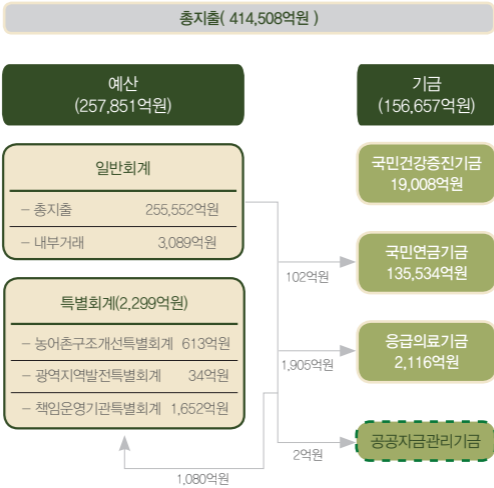 총지출( 414,508억원 )
예산
(257,851억원)
기금
(156,657억원)
일반회계
– 총지출 255,552억원
– 내부거래 3,089억원
특별회계(2,299억원)
– 농어촌구조개선특별회계 613억원
– 광역지역발전특별회계 34억원
– 책임운영기관특별회계 1,652억원
국민건강증진기금
19,008억원
102억원
국민연금기금
135,534억원
1,905억원
응급의료기금
2,116억원
2억원
공공자금관리기금
1,080억원